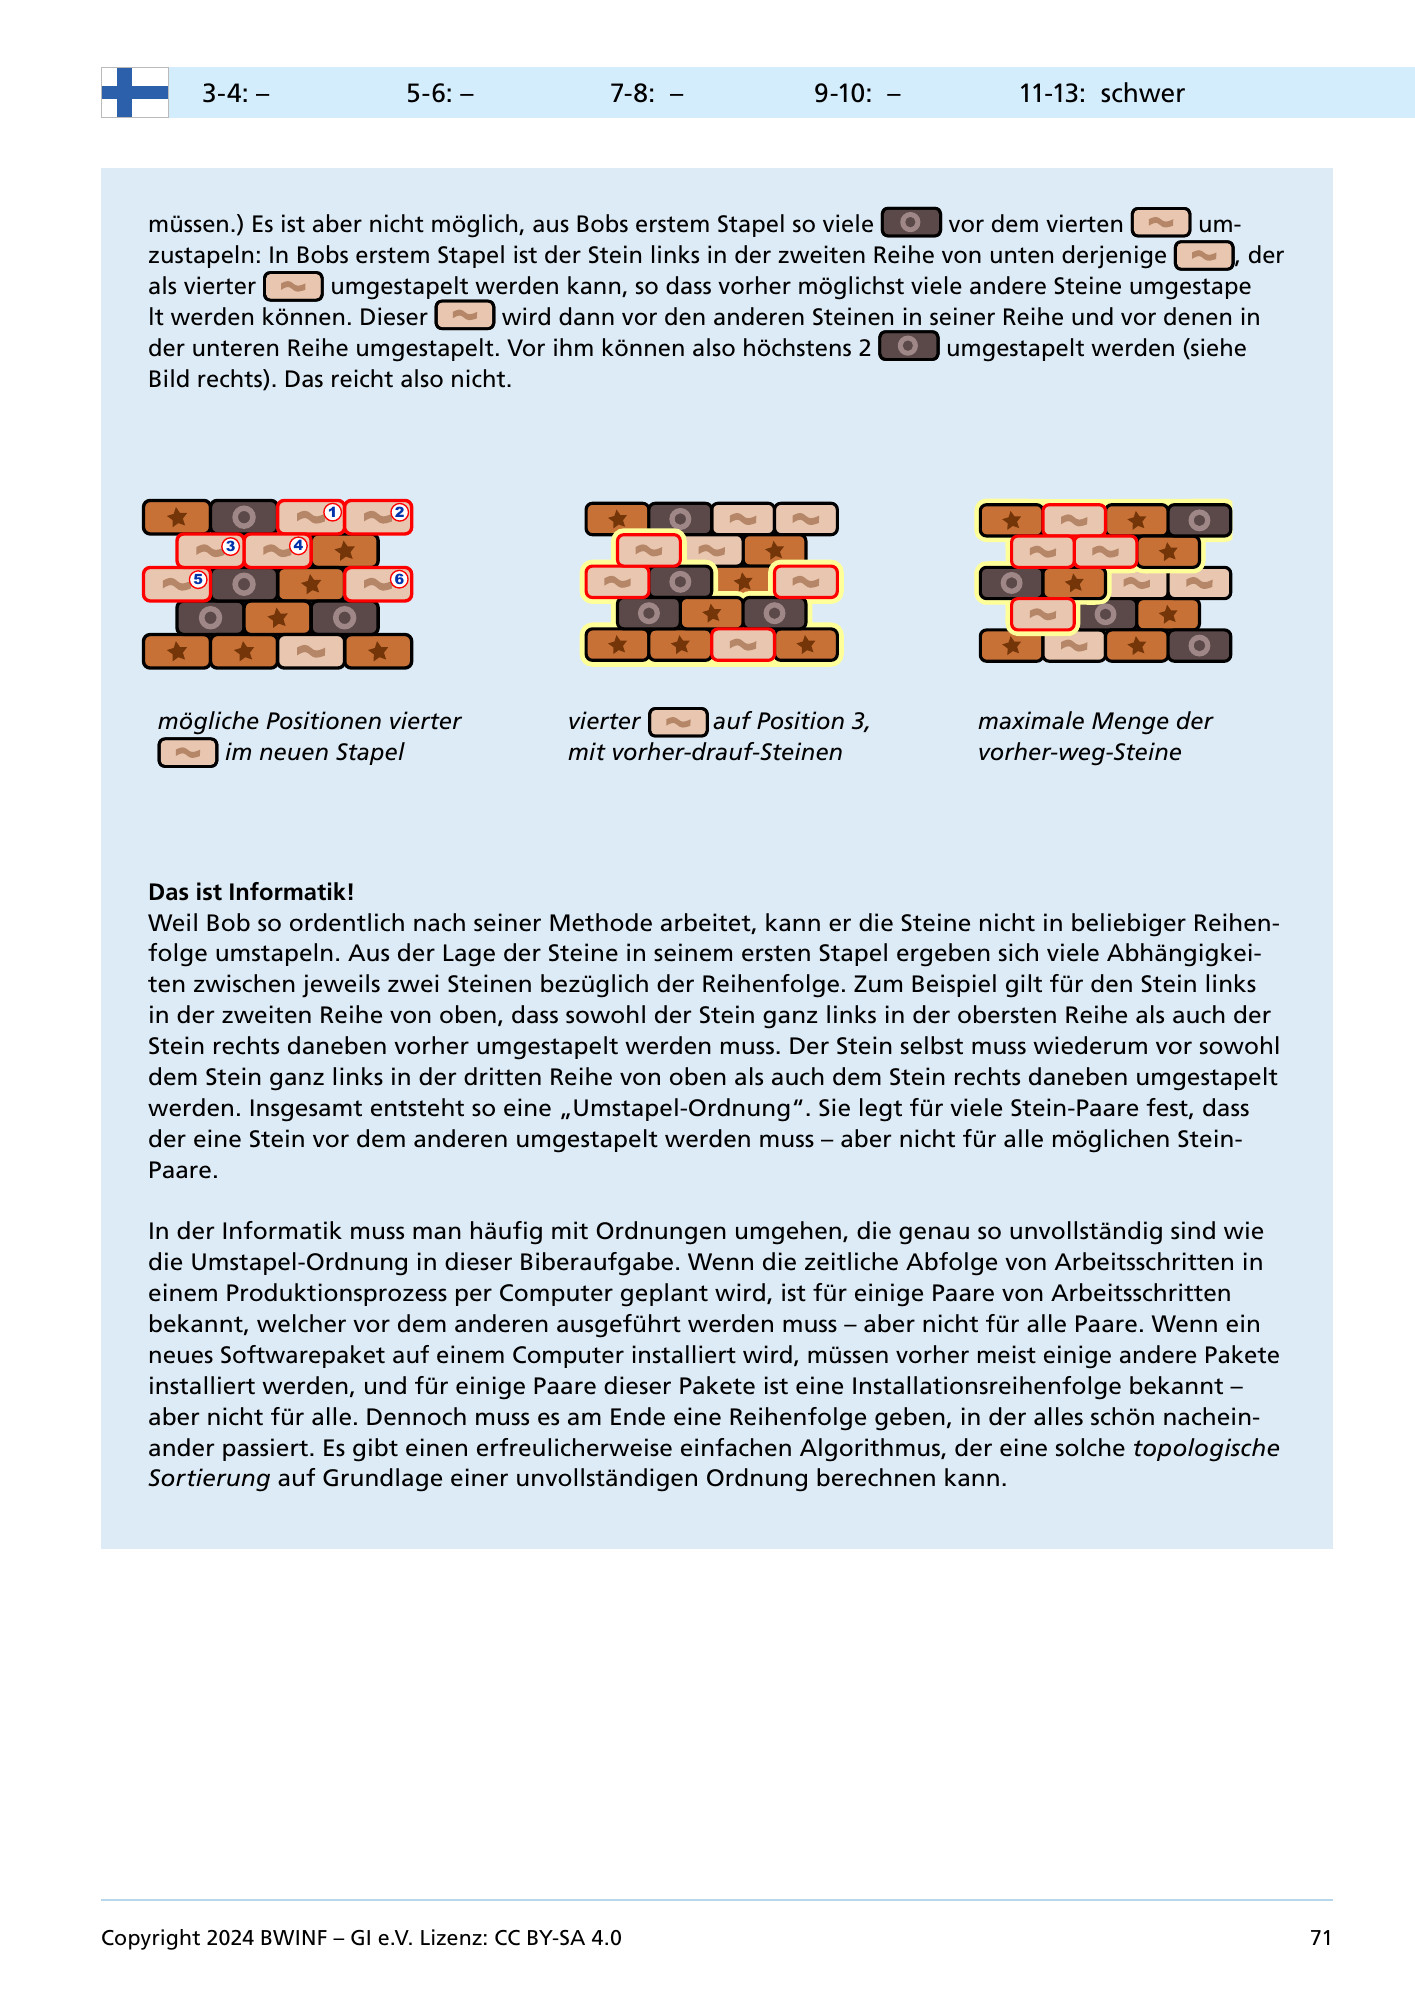 3-4: – 5-6: – 7-8: – 9-10: – 11-13: schwer
müssen.) Es ist aber nicht möglich, aus Bobs erstem Stapel so viele vor dem vierten um-
zustapeln: In Bobs erstem Stapel ist der Stein links in der zweiten Reihe von unten derjenige , der
als vierter umgestapelt werden kann, so dass vorher möglichst viele andere Steine umgestape
lt werden können. Dieser wird dann vor den anderen Steinen in seiner Reihe und vor denen in
der unteren Reihe umgestapelt. Vor ihm können also höchstens 2 umgestapelt werden (siehe
Bild rechts). Das reicht also nicht.
1 2
3 4
5 6
mögliche Positionen vierter
im neuen Stapel
vierter auf Position 3,
mit vorher-drauf-Steinen
maximale Menge der
vorher-weg-Steine
Das ist Informatik!
Weil Bob so ordentlich nach seiner Methode arbeitet, kann er die Steine nicht in beliebiger Reihen-
folge umstapeln. Aus der Lage der Steine in seinem ersten Stapel ergeben sich viele Abhängigkei-
ten zwischen jeweils zwei Steinen bezüglich der Reihenfolge. Zum Beispiel gilt für den Stein links
in der zweiten Reihe von oben, dass sowohl der Stein ganz links in der obersten Reihe als auch der
Stein rechts daneben vorher umgestapelt werden muss. Der Stein selbst muss wiederum vor sowohl
dem Stein ganz links in der dritten Reihe von oben als auch dem Stein rechts daneben umgestapelt
werden. Insgesamt entsteht so eine „Umstapel-Ordnung“. Sie legt für viele Stein-Paare fest, dass
der eine Stein vor dem anderen umgestapelt werden muss – aber nicht für alle möglichen Stein-
Paare.
In der Informatik muss man häufig mit Ordnungen umgehen, die genau so unvollständig sind wie
die Umstapel-Ordnung in dieser Biberaufgabe. Wenn die zeitliche Abfolge von Arbeitsschritten in
einem Produktionsprozess per Computer geplant wird, ist für einige Paare von Arbeitsschritten
bekannt, welcher vor dem anderen ausgeführt werden muss – aber nicht für alle Paare. Wenn ein
neues Softwarepaket auf einem Computer installiert wird, müssen vorher meist einige andere Pakete
installiert werden, und für einige Paare dieser Pakete ist eine Installationsreihenfolge bekannt –
aber nicht für alle. Dennoch muss es am Ende eine Reihenfolge geben, in der alles schön nachein-
ander passiert. Es gibt einen erfreulicherweise einfachen Algorithmus, der eine solche topologische
Sortierung auf Grundlage einer unvollständigen Ordnung berechnen kann.
Copyright 2024 BWINF – GI e.V. Lizenz: CC BY-SA 4.0 71